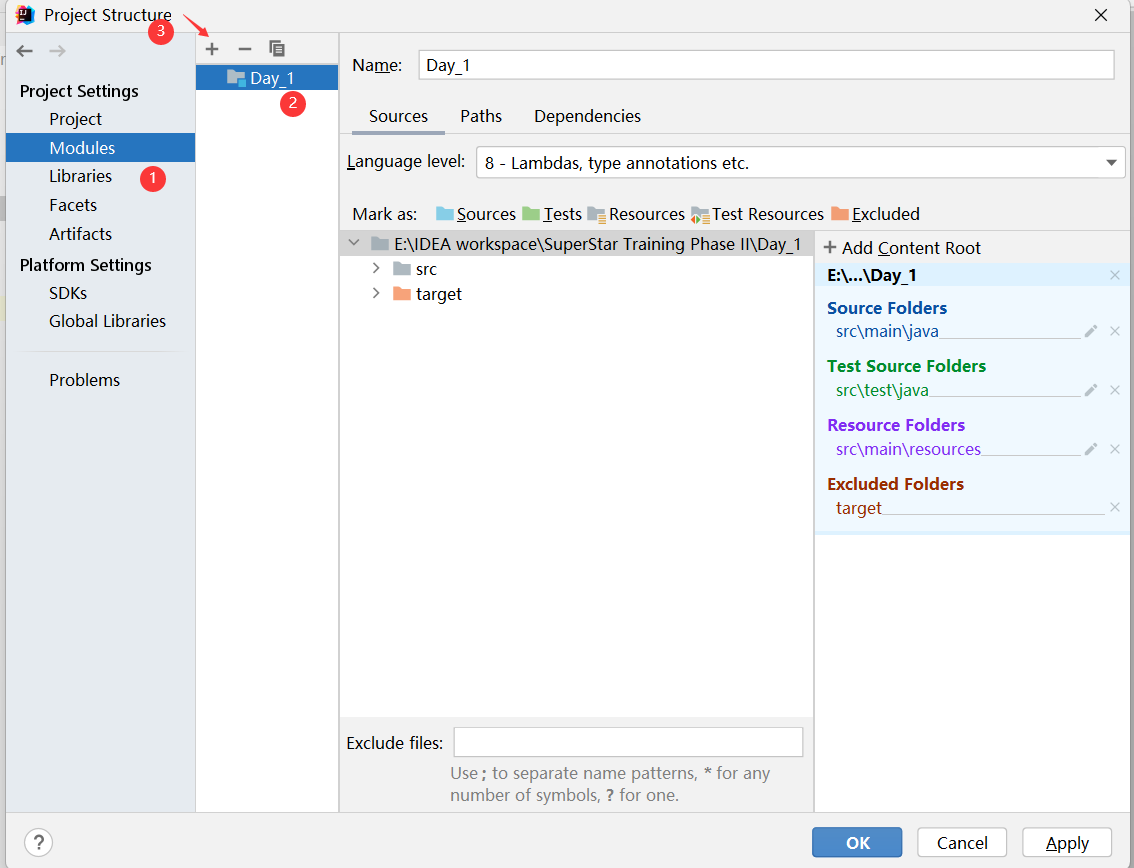 Project Structure
3
Project Settings
Project
Modules
Libraries
1
Facets
Artifacts
Platform Settings
SDKs
Global Libraries
Problems
Day_1
2
Name: Day_1
Sources Paths Dependencies
Language level: 8 - Lambdas, type annotations etc.
Mark as: Sources Tests Resources Test Resources Excluded
E:\IDEA workspace\SuperStar Training Phase II\Day_1
src
target
+ Add Content Root
E:\...\Day_1
Source Folders
src\main\java
Test Source Folders
src\test\java
Resource Folders
src\main\resources
Excluded Folders
target
Exclude files:
Use ; to separate name patterns, * for any
number of symbols, ? for one.
?
OK Cancel Apply